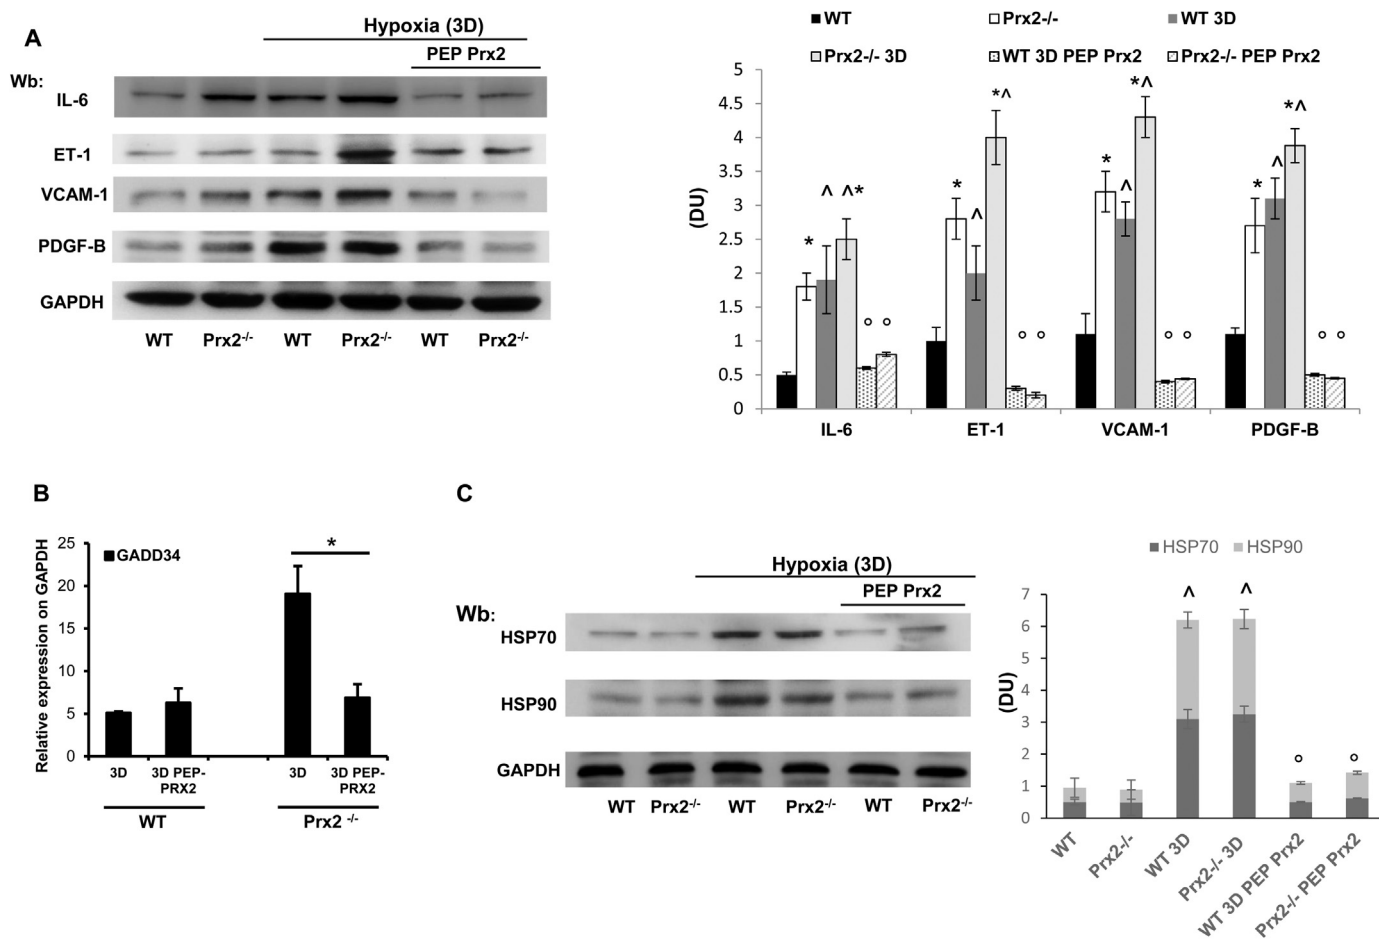 A
Hypoxia (3D)
PEP Prx2
Wb:
IL-6
ET-1
VCAM-1
PDGF-B
GAPDH
WT Prx2-/- WT Prx2-/- WT Prx2-/-
WT Prx2-/- WT 3D
Prx2-/- 3D WT 3D PEP Prx2 Prx2-/- PEP Prx2
(DU)
5
4.5
4
3.5
3
2.5
2
1.5
1
0.5
0
* ^ ^* ° °
* ^ *^ ° °
* ^ *^ ° °
* ^ *^ ° °
IL-6 ET-1 VCAM-1 PDGF-B
B
GADD34
*
Relative expression on GAPDH
25
20
15
10
5
0
3D 3D PEP- 3D 3D PEP-
PRX2 PRX2
WT Prx2 -/-
C
Hypoxia (3D)
PEP Prx2
Wb:
HSP70
HSP90
GAPDH
WT Prx2-/- WT Prx2-/- WT Prx2-/-
HSP70 HSP90
(DU)
7
6
5
4
3
2
1
0
^ ^ ° °
WT
Prx2-/-
WT 3D
Prx2-/- 3D
WT 3D PEP Prx2
Prx2-/- PEP Prx2